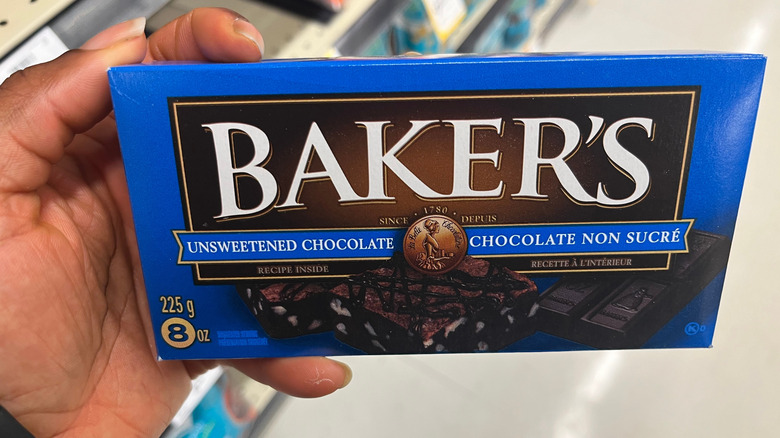 BAKER'S
1780
SINCE DEPUIS
UNSWEETENED CHOCOLATE CHOCOLATE NON SUCRÉ
RECIPE INSIDE RECETTE À L'INTÉRIEUR
225 g
8 OZ